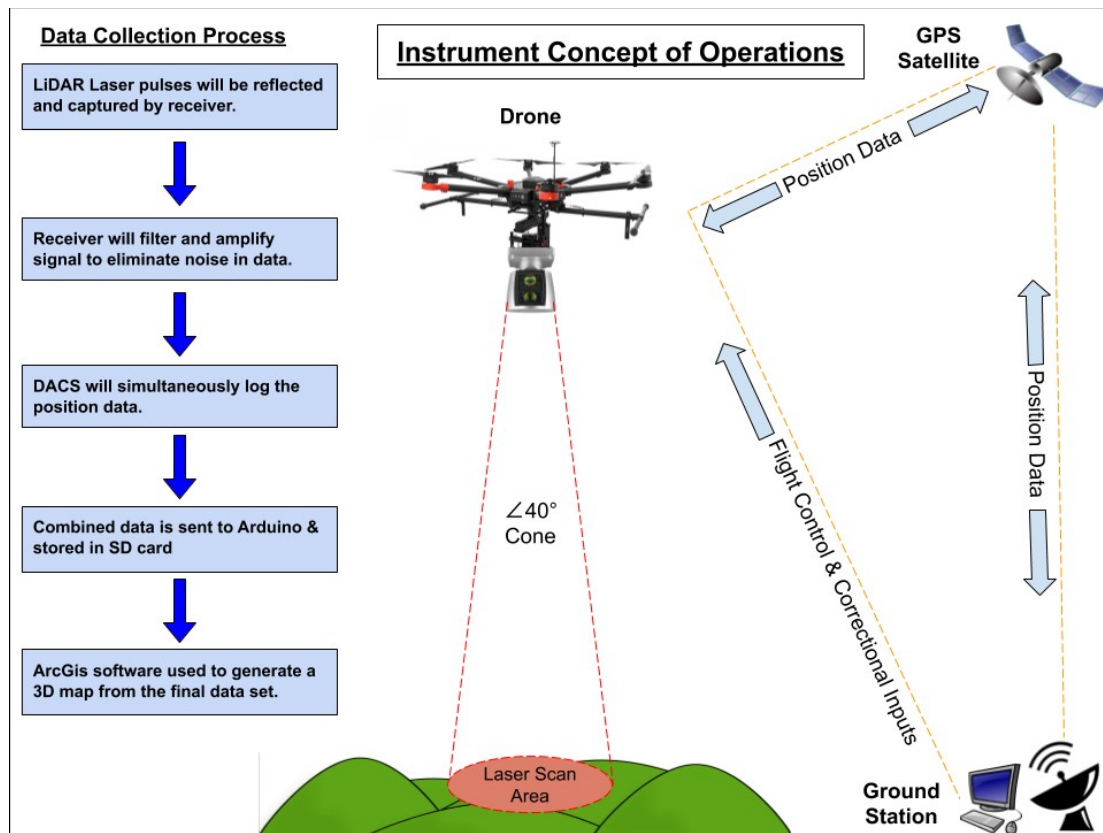 Data Collection Process
LiDAR Laser pulses will be reflected
and captured by receiver.
Receiver will filter and amplify
signal to eliminate noise in data.
DACS will simultaneously log the
position data.
Combined data is sent to Arduino &
stored in SD card
ArcGis software used to generate a
3D map from the final data set.
Instrument Concept of Operations
Drone
∠40°
Cone
Laser Scan
Area
GPS
Satellite
Position Data
Position Data
Flight Control & Correctional Inputs
Ground
Station